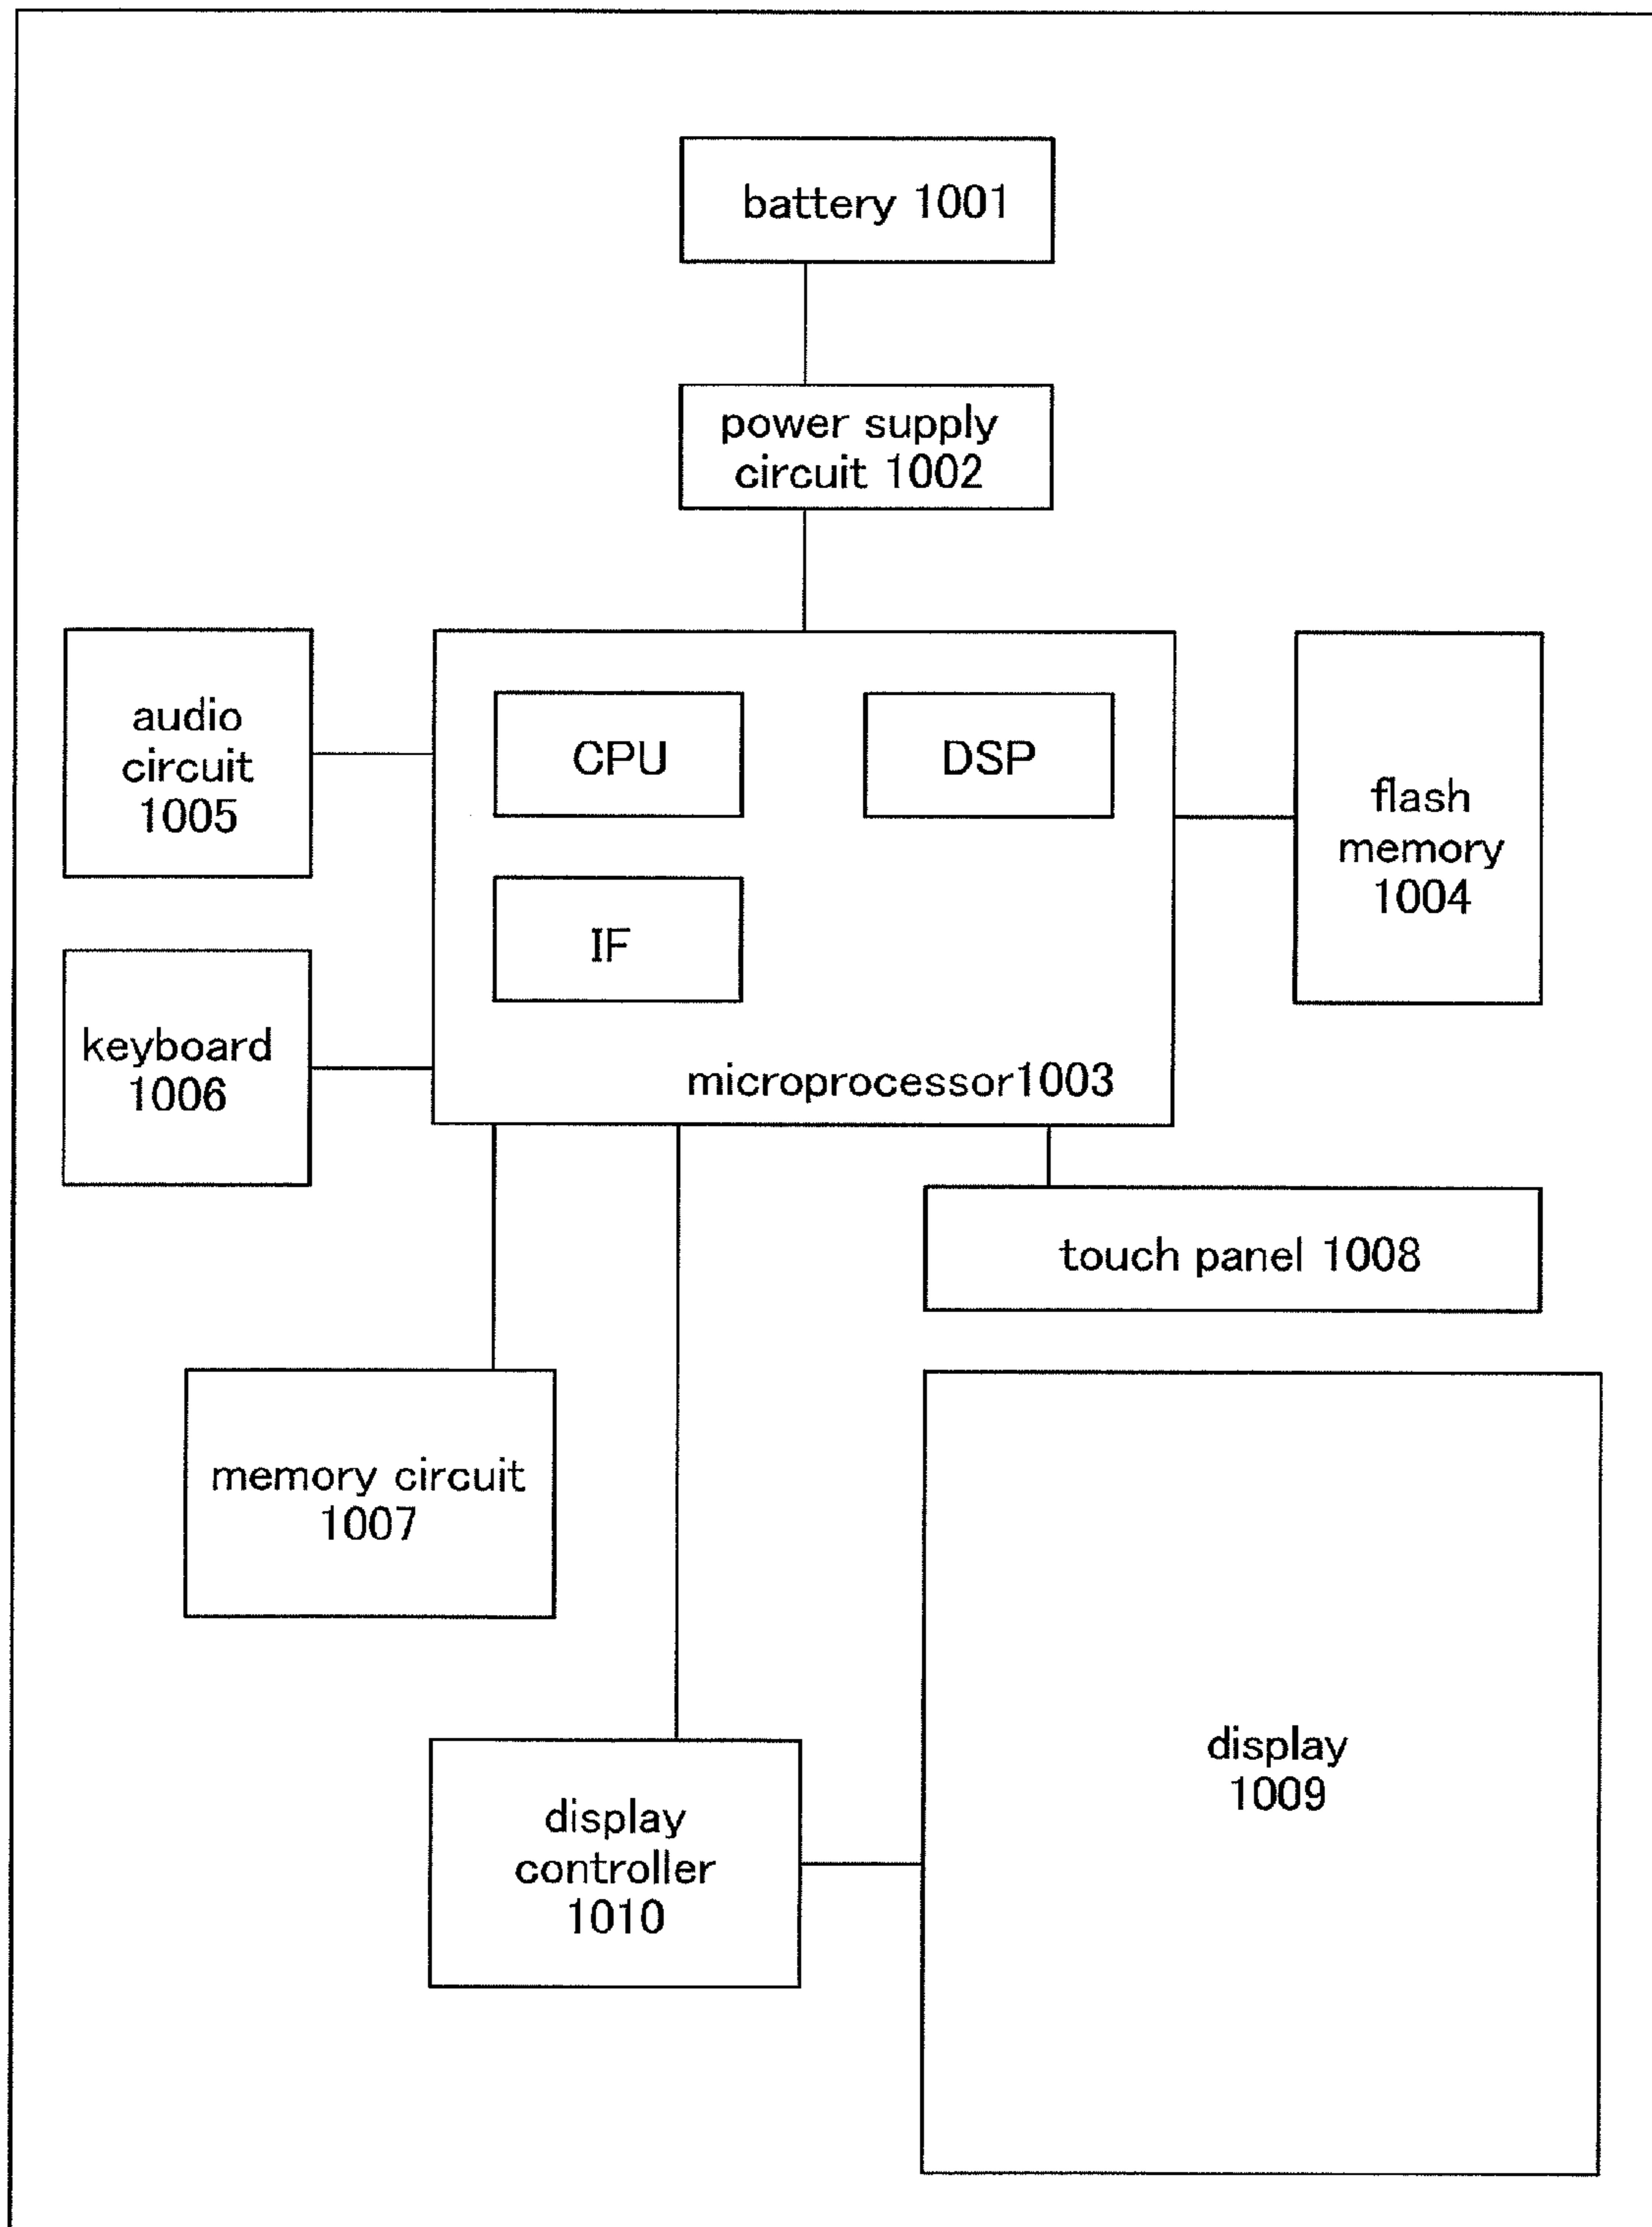 battery 1001
power supply
circuit 1002
audio
circuit
1005
CPU
DSP
flash
memory
1004
IF
keyboard
1006
microprocessor1003
touch panel 1008
memory circuit
1007
display
1009
display
controller
1010